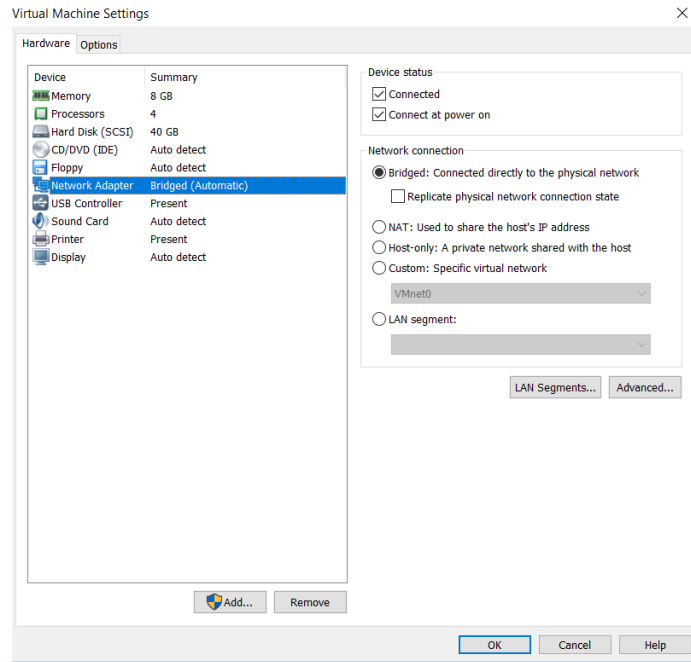 Virtual Machine Settings
Hardware Options
Device Summary
Memory 8 GB
Processors 4
Hard Disk (SCSI) 40 GB
CD/DVD (IDE) Auto detect
Floppy Auto detect
Network Adapter Bridged (Automatic)
USB Controller Present
Sound Card Auto detect
Printer Present
Display Auto detect
Add... Remove
Device status
Connected
Connect at power on
Network connection
Bridged: Connected directly to the physical network
Replicate physical network connection state
NAT: Used to share the host's IP address
Host-only: A private network shared with the host
Custom: Specific virtual network
VMnet0
LAN segment:
LAN Segments... Advanced...
OK Cancel Help